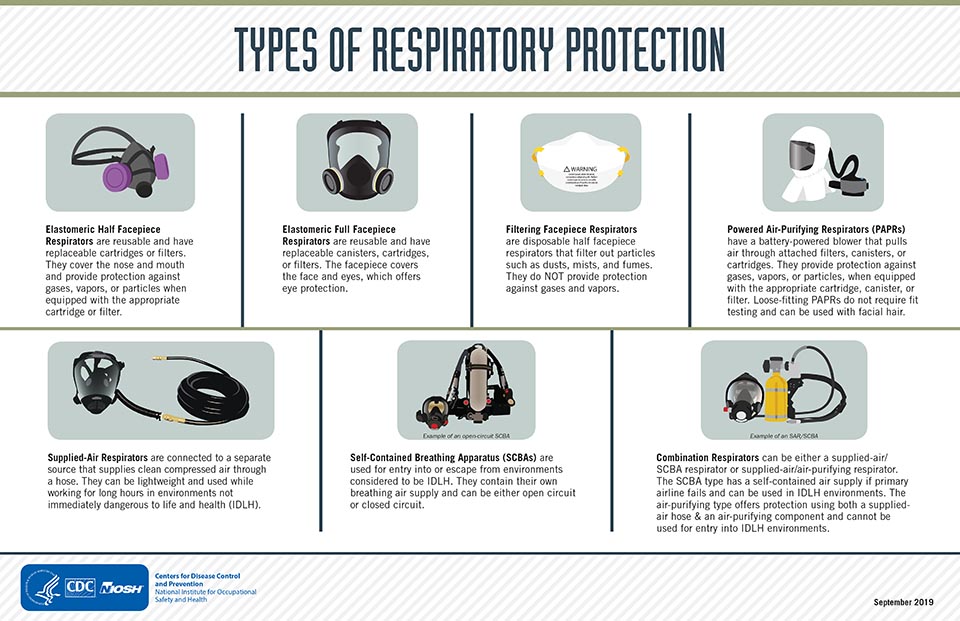 TYPES OF RESPIRATORY PROTECTION
Elastomeric Half Facepiece
Respirators are reusable and have
replaceable cartridges or filters.
They cover the nose and mouth
and provide protection against
gases, vapors, or particles when
equipped with the appropriate
cartridge or filter.
Elastomeric Full Facepiece
Respirators are reusable and have
replaceable canisters, cartridges,
or filters. The facepiece covers
the face and eyes, which offers
eye protection.
WARNING
Filtering Facepiece Respirators
are disposable half facepiece
respirators that filter out particles
such as dusts, mists, and fumes.
They do NOT provide protection
against gases and vapors.
Powered Air-Purifying Respirators (PAPRs)
have a battery-powered blower that pulls
air through attached filters, canisters, or
cartridges. They provide protection against
gases, vapors, or particles, when equipped
with the appropriate cartridge, canister, or
filter. Loose-fitting PAPRs do not require fit
testing and can be used with facial hair.
Supplied-Air Respirators are connected to a separate
source that supplies clean compressed air through
a hose. They can be lightweight and used while
working for long hours in environments not
immediately dangerous to life and health (IDLH).
Example of an open-circuit SCBA
Self-Contained Breathing Apparatus (SCBAs) are
used for entry into or escape from environments
considered to be IDLH. They contain their own
breathing air supply and can be either open circuit
or closed circuit.
Example of an SAR/SCBA
Combination Respirators can be either a supplied-air/
SCBA respirator or supplied-air/air-purifying respirator.
The SCBA type has a self-contained air supply if primary
airline fails and can be used in IDLH environments. The
air-purifying type offers protection using both a supplied-
air hose & an air-purifying component and cannot be
used for entry into IDLH environments.
CDC NIOSH
Centers for Disease Control
and Prevention
National Institute for Occupational
Safety and Health
September 2019